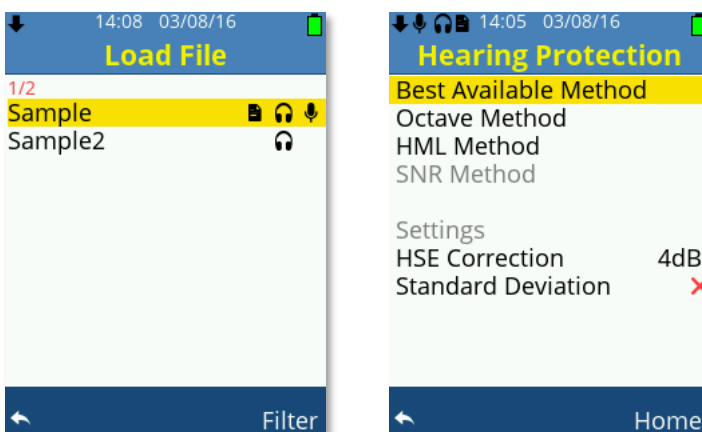 14:08 03/08/16
Load File
1/2
Sample
Sample2
Filter
14:05 03/08/16
Hearing Protection
Best Available Method
Octave Method
HML Method
SNR Method
Settings
HSE Correction 4dB
Standard Deviation
Home